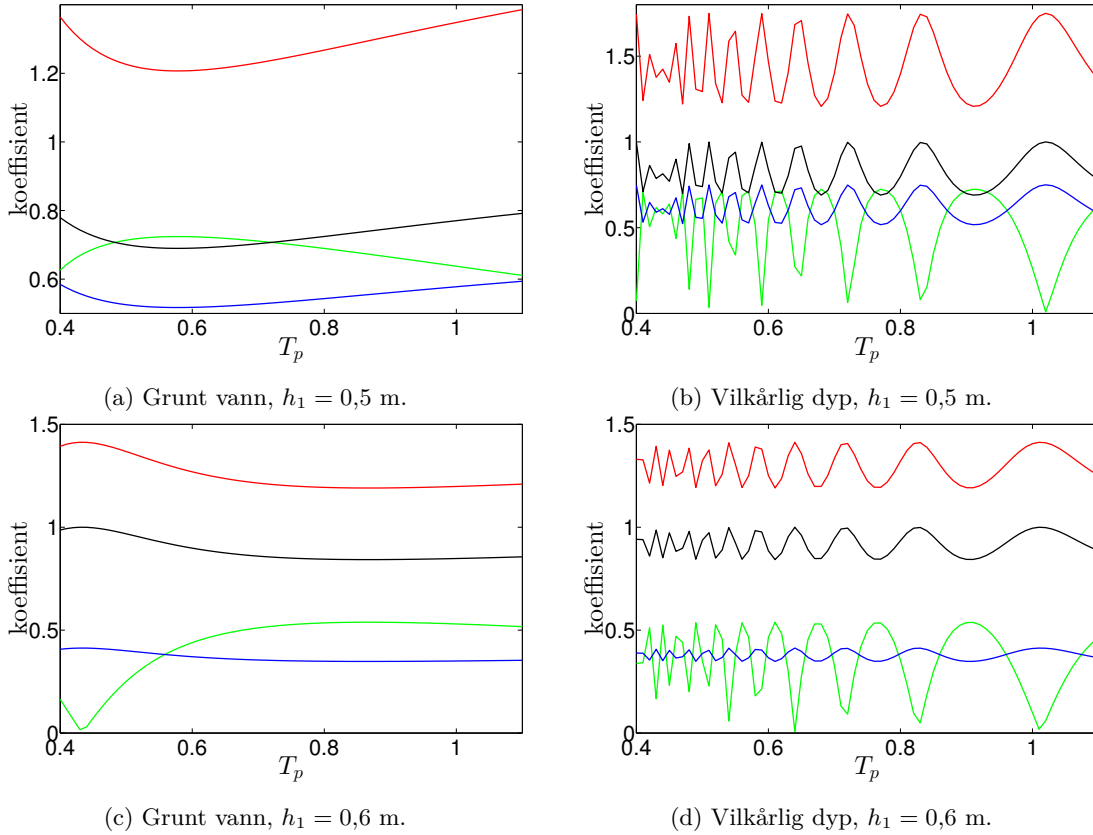 1.2
1
0.8
0.6
koeffisient
0.4
0.6
0.8
1
T_p
(a) Grunt vann, h_1 = 0,5 m.
1.5
1
0.5
0
koeffisient
0.4
0.6
0.8
1
T_p
(b) Vilkårlig dyp, h_1 = 0,5 m.
1.5
1
0.5
0
koeffisient
0.4
0.6
0.8
1
T_p
(c) Grunt vann, h_1 = 0,6 m.
1.5
1
0.5
0
koeffisient
0.4
0.6
0.8
1
T_p
(d) Vilkårlig dyp, h_1 = 0,6 m.